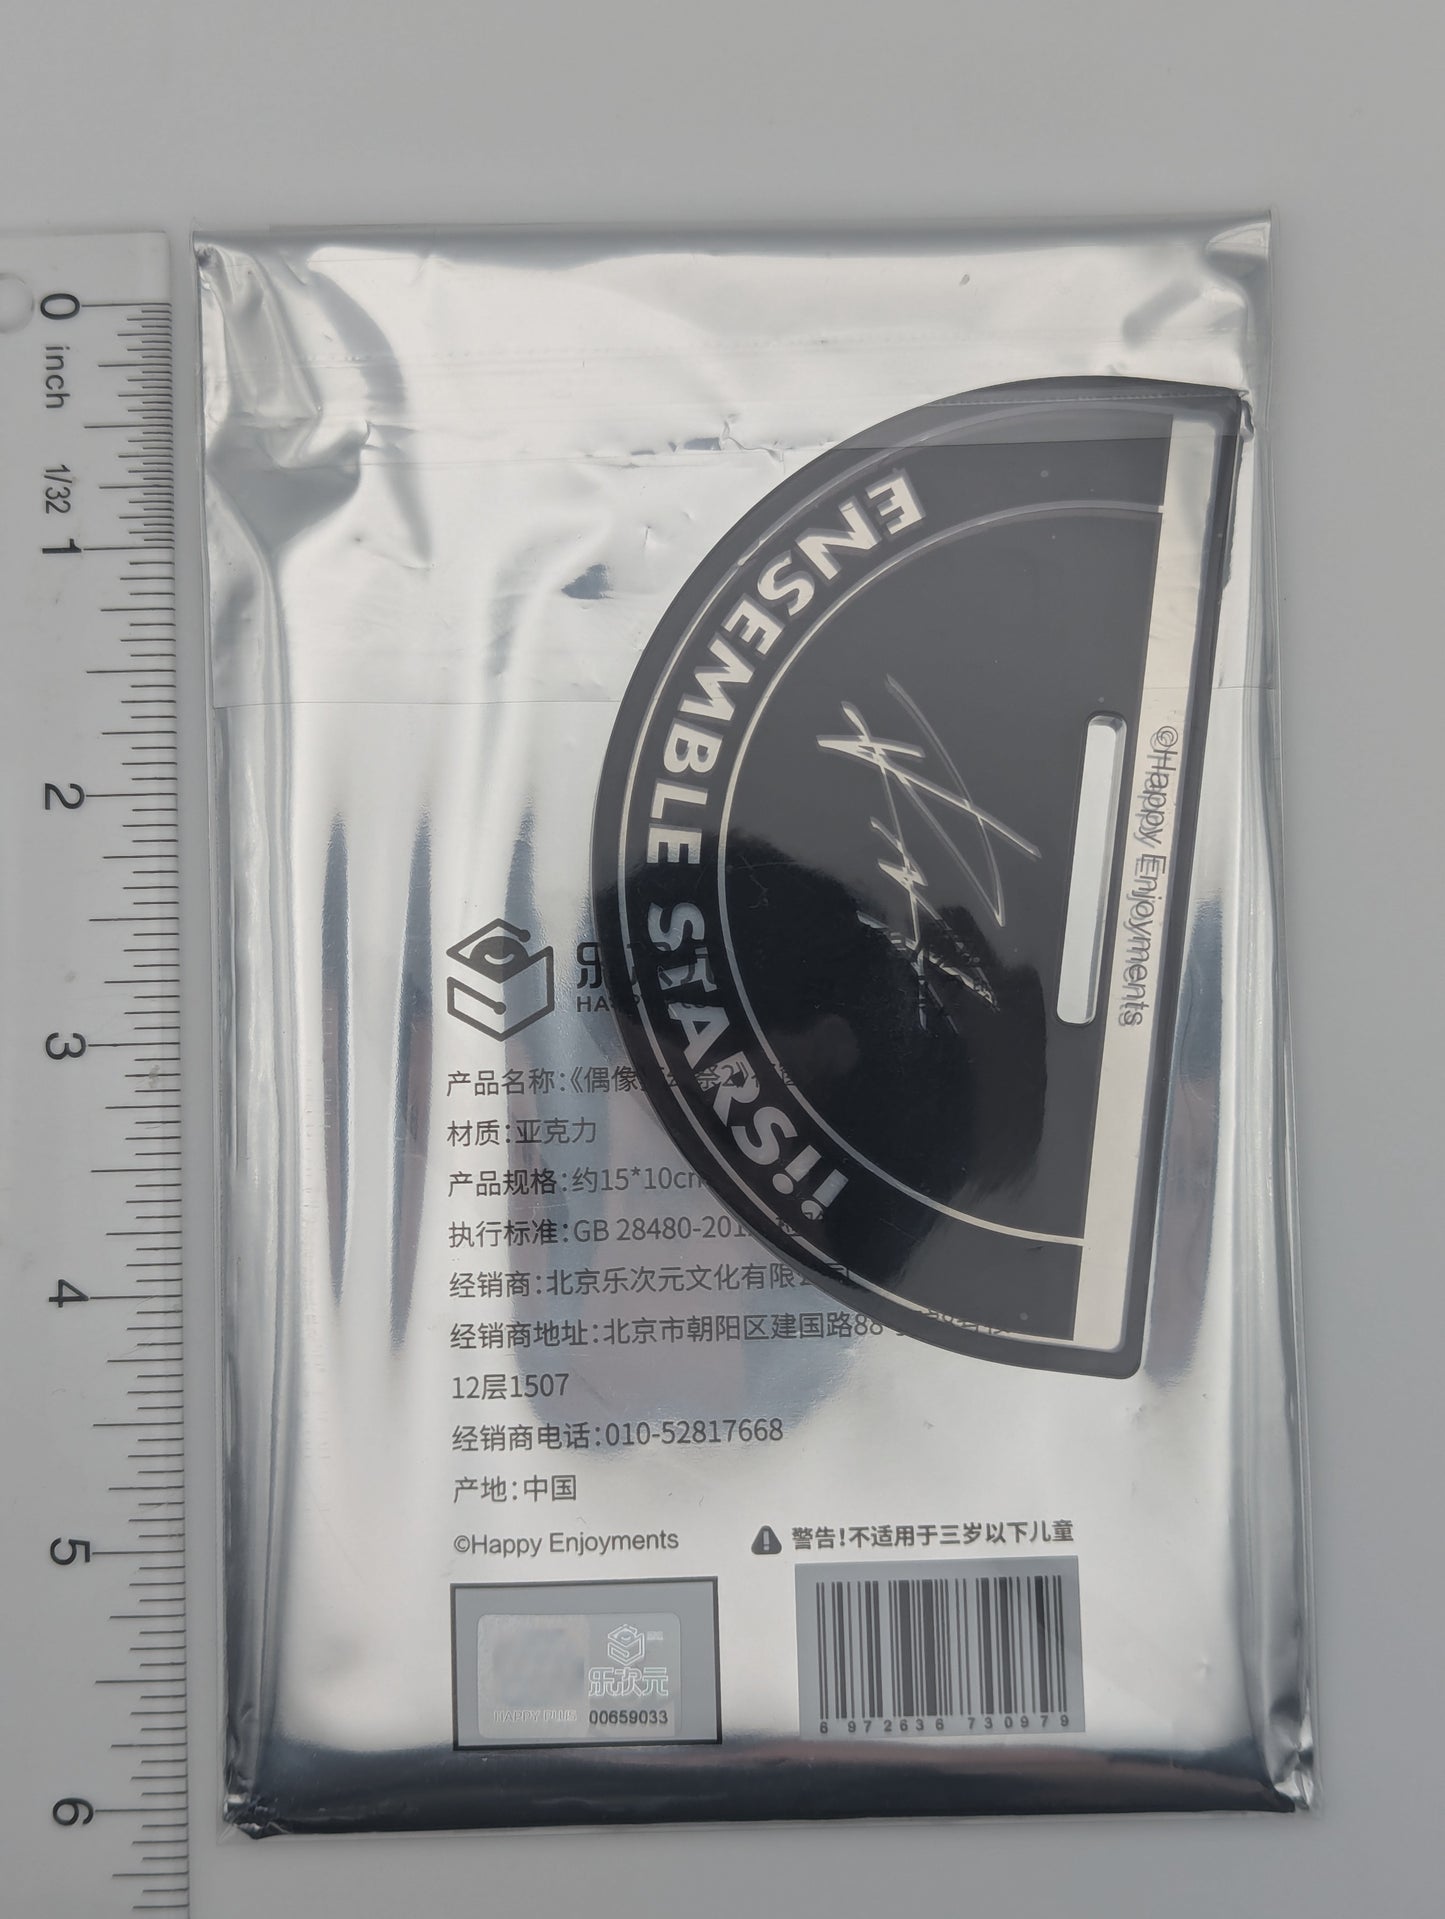 0
inch
1/32
1
2
3
4
5
6
ENSEMBLE STARS!!
©Happy Enjoyments
乐次
产品名称:《偶像
材质:亚克力
产品规格:约15*10cm
执行标准:GB 28480-201
经销商:北京乐次元文化有限公司
经销商地址:北京市朝阳区建国路88
12层1507
经销商电话:010-52817668
产地:中国
©Happy Enjoyments
警告!不适用于三岁以下儿童
乐次元
HAPPY PLUS 00659033
6 972636 730979